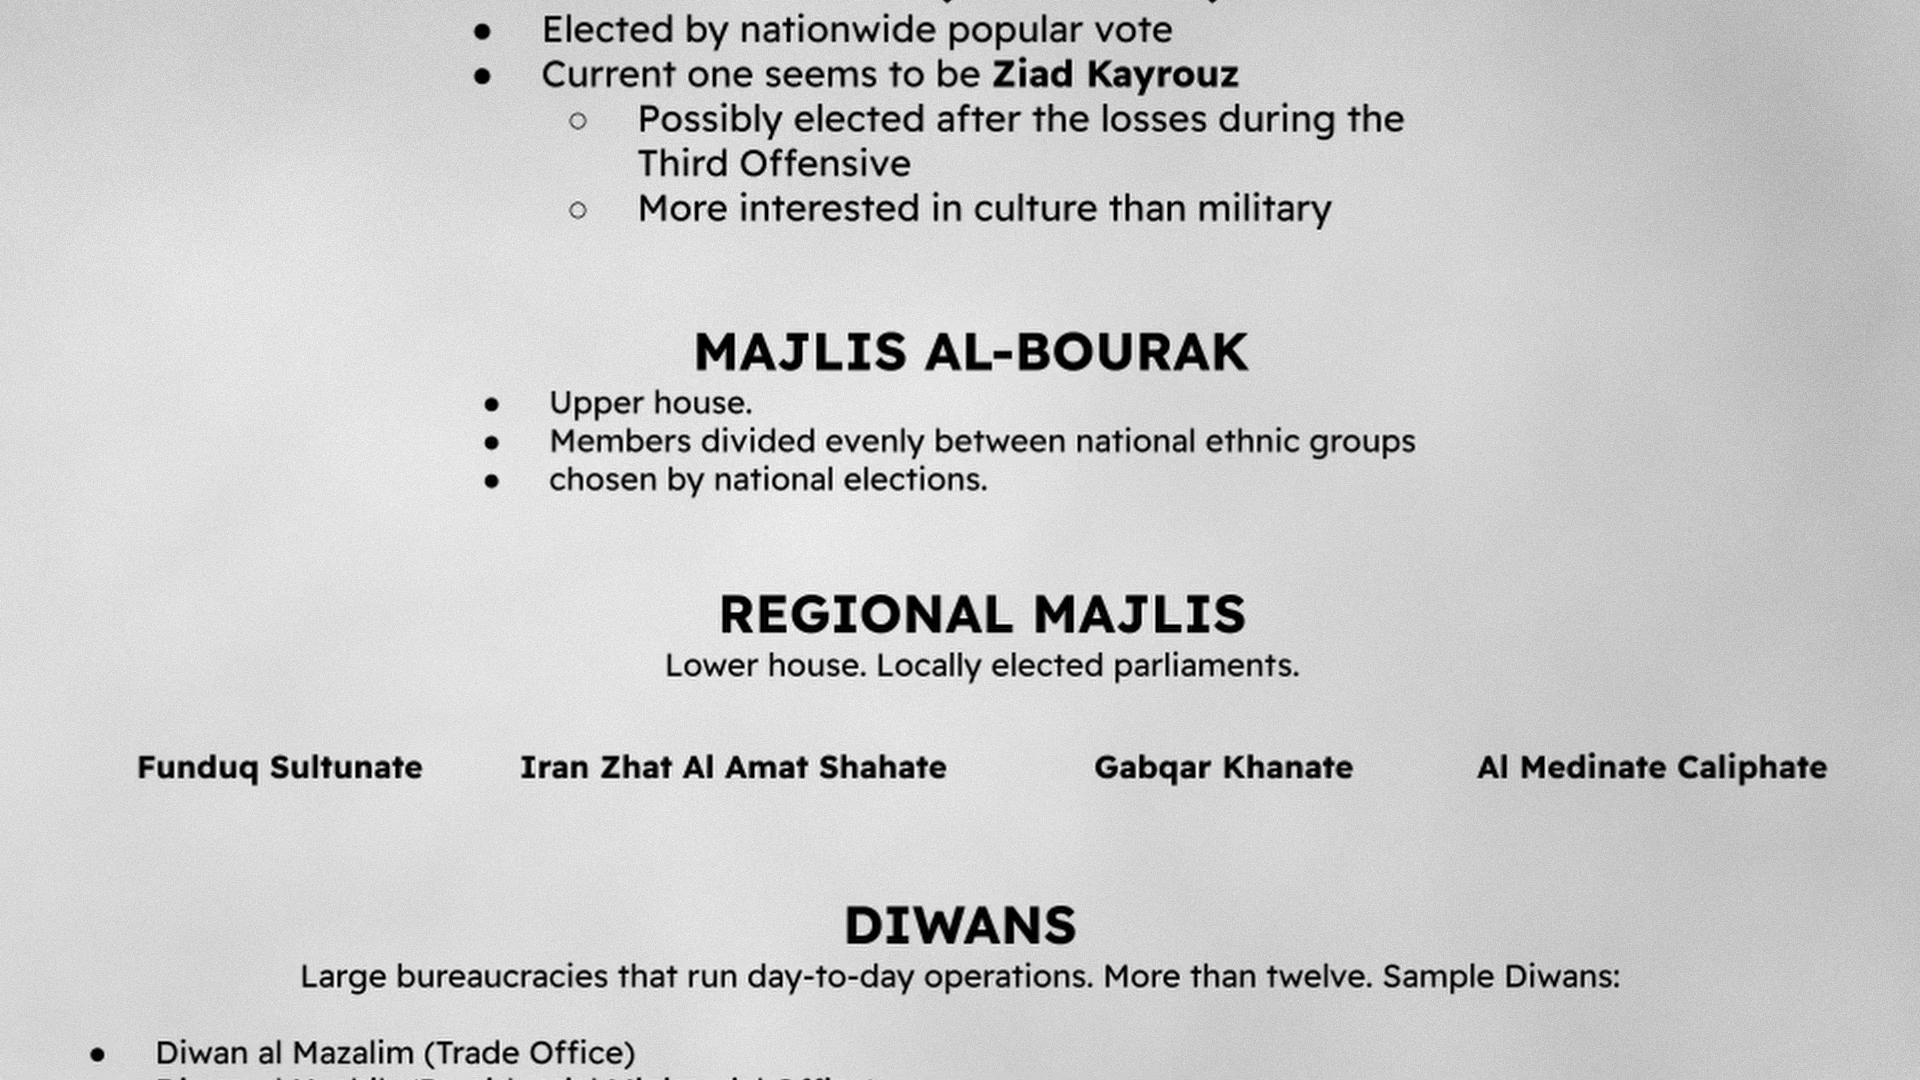 ● Elected by nationwide popular vote
● Current one seems to be Ziad Kayrouz
○ Possibly elected after the losses during the
Third Offensive
○ More interested in culture than military
MAJLIS AL-BOURAK
● Upper house.
● Members divided evenly between national ethnic groups
● chosen by national elections.
REGIONAL MAJLIS
Lower house. Locally elected parliaments.
Funduq Sultunate Iran Zhat Al Amat Shahate Gabqar Khanate Al Medinate Caliphate
DIWANS
Large bureaucracies that run day-to-day operations. More than twelve. Sample Diwans:
● Diwan al Mazalim (Trade Office)